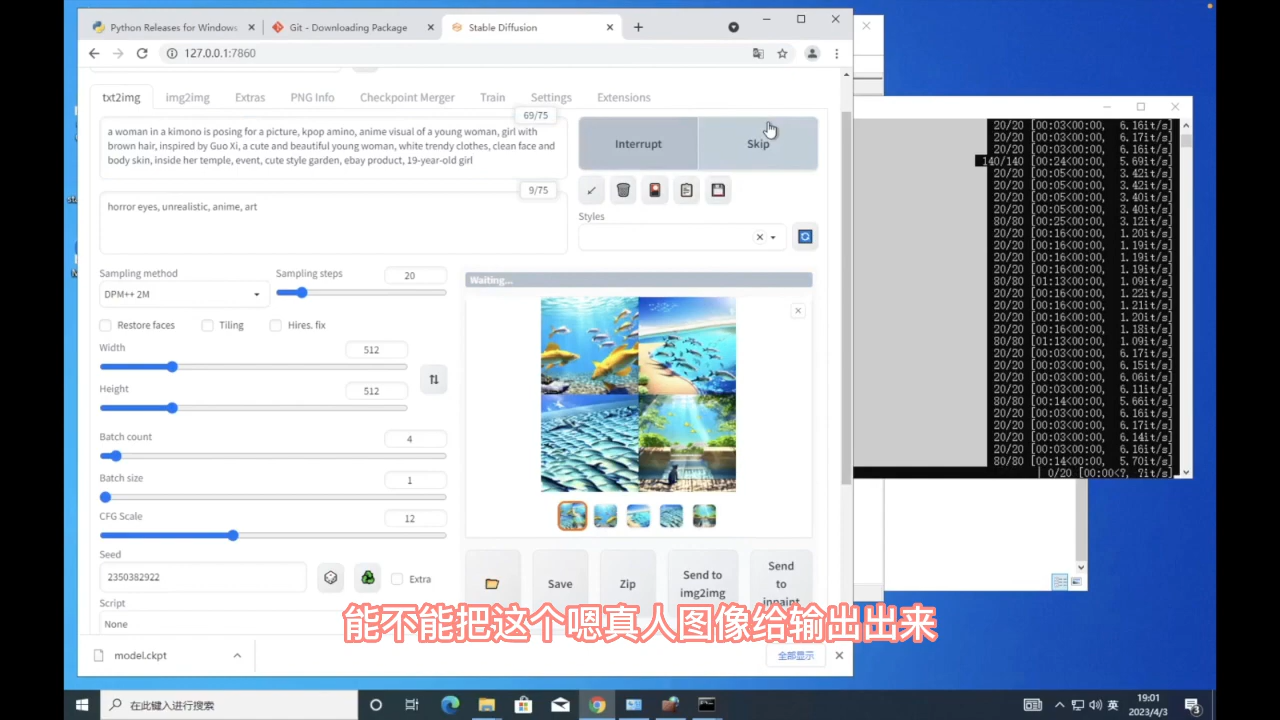 Python Releases for Windows
Git - Downloading Package
Stable Diffusion
127.0.0.1:7860
txt2img
img2img
Extras
PNG Info
Checkpoint Merger
Train
Settings
Extensions
69/75
a woman in a kimono is posing for a picture, kpop amino, anime visual of a young woman, girl with
brown hair, inspired by Guo Xi, a cute and beautiful young woman, white trendy clothes, clean face and
body skin, inside her temple, event, cute style garden, ebay product, 19-year-old girl
Interrupt
Skip
9/75
horror eyes, unrealistic, anime, art
Styles
Sampling method
Sampling steps
20
DPM++ 2M
Waiting...
Restore faces
Tiling
Hires. fix
Width
512
Height
512
Batch count
4
Batch size
1
CFG Scale
12
Seed
2350382922
Extra
Script
None
Save
Zip
Send to
img2img
Send
to
inpaint
能不能把这个嗯真人图像给输出出来
model.ckpt
全部显示
20/20 [00:03<00:00, 6.16it/s]
20/20 [00:03<00:00, 6.17it/s]
20/20 [00:03<00:00, 6.15it/s]
140/140 [00:24<00:00, 5.69it/s]
20/20 [00:05<00:00, 3.42it/s]
20/20 [00:05<00:00, 3.42it/s]
20/20 [00:05<00:00, 3.40it/s]
20/20 [00:05<00:00, 3.40it/s]
80/80 [00:25<00:00, 3.12it/s]
20/20 [00:16<00:00, 1.20it/s]
20/20 [00:16<00:00, 1.19it/s]
20/20 [00:16<00:00, 1.19it/s]
20/20 [00:16<00:00, 1.19it/s]
80/80 [01:13<00:00, 1.09it/s]
20/20 [00:16<00:00, 1.22it/s]
20/20 [00:16<00:00, 1.21it/s]
20/20 [00:16<00:00, 1.20it/s]
20/20 [00:16<00:00, 1.18it/s]
80/80 [01:13<00:00, 1.09it/s]
20/20 [00:03<00:00, 6.17it/s]
20/20 [00:03<00:00, 6.15it/s]
20/20 [00:03<00:00, 6.06it/s]
20/20 [00:03<00:00, 6.11it/s]
80/80 [00:14<00:00, 5.66it/s]
20/20 [00:03<00:00, 6.16it/s]
20/20 [00:03<00:00, 6.17it/s]
20/20 [00:03<00:00, 6.14it/s]
20/20 [00:03<00:00, 6.16it/s]
80/80 [00:14<00:00, 5.70it/s]
| 0/20 [00:00<?, ?it/s]
在此键入进行搜索
英
19:01
2023/4/3
3